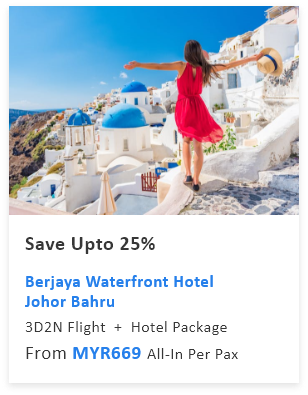 Save Upto 25%
Berjaya Waterfront Hotel
Johor Bahru
3D2N Flight + Hotel Package
From MYR669 All-In Per Pax